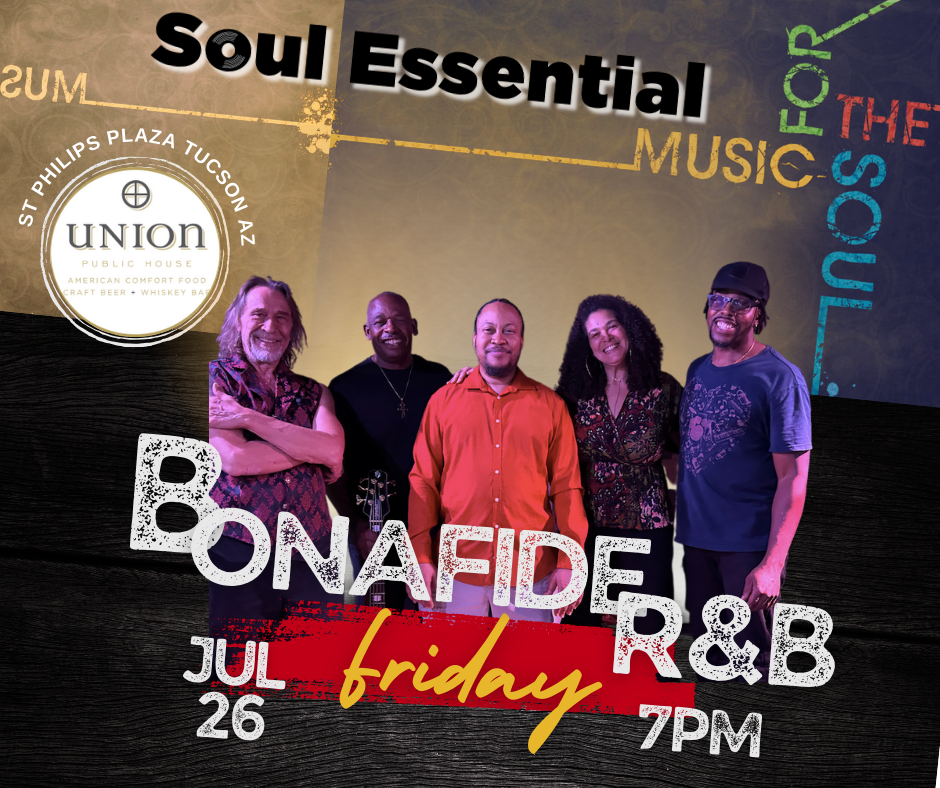 Soul Essential
MUS
MUSIC
FOR
THE
SOUL
ST PHILIPS PLAZA TUCSON AZ
UNION
PUBLIC HOUSE
AMERICAN COMFORT FOOD
CRAFT BEER + WHISKEY BAR
BONAFIDE
R&B
friday
JUL
26
7PM